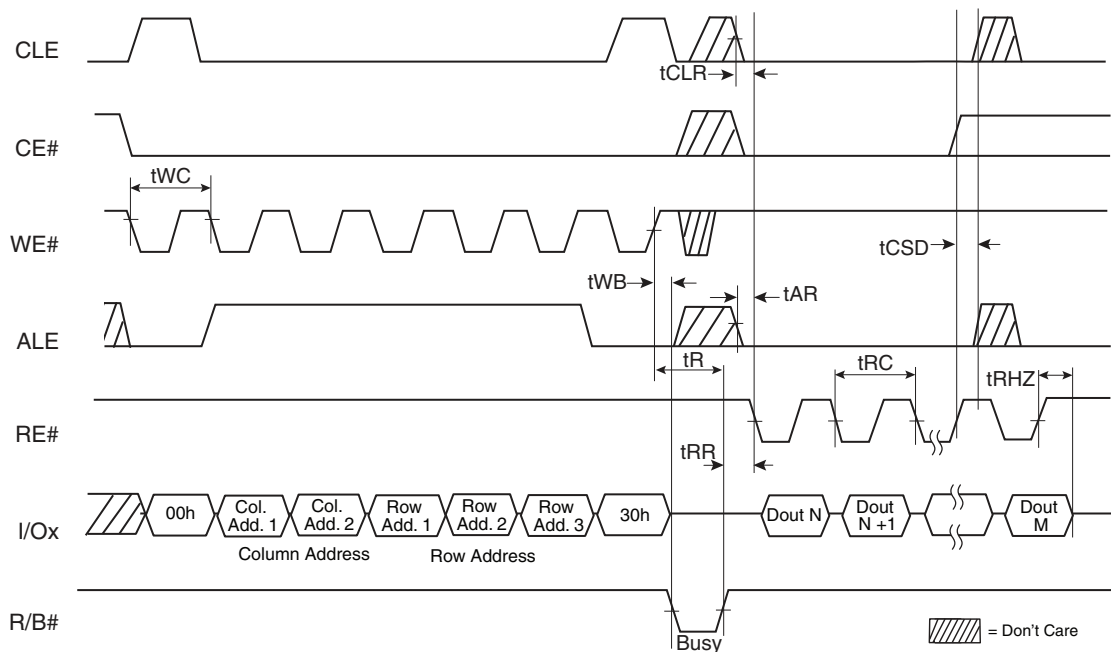 CLE
tCLR
CE#
tWC
WE#
tCSD
tWB
tAR
ALE
tR
tRC
tRHZ
RE#
tRR
I/Ox
00h
Col.
Add. 1
Col.
Add. 2
Row
Add. 1
Row
Add. 2
Row
Add. 3
30h
Dout N
Dout
N +1
Dout
M
Column Address
Row Address
R/B#
Busy
= Don't Care